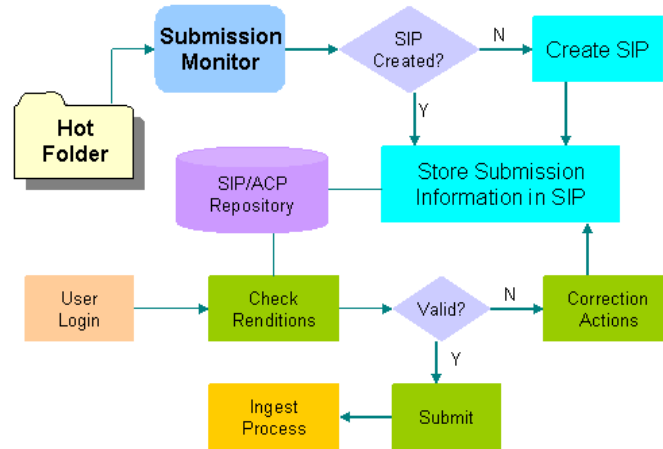 Submission
Monitor
SIP
Created?
N
Create SIP
Hot
Folder
Y
SIP/ACP
Repository
Store Submission
Information in SIP
User
Login
Check
Renditions
Valid?
N
Correction
Actions
Y
Ingest
Process
Submit